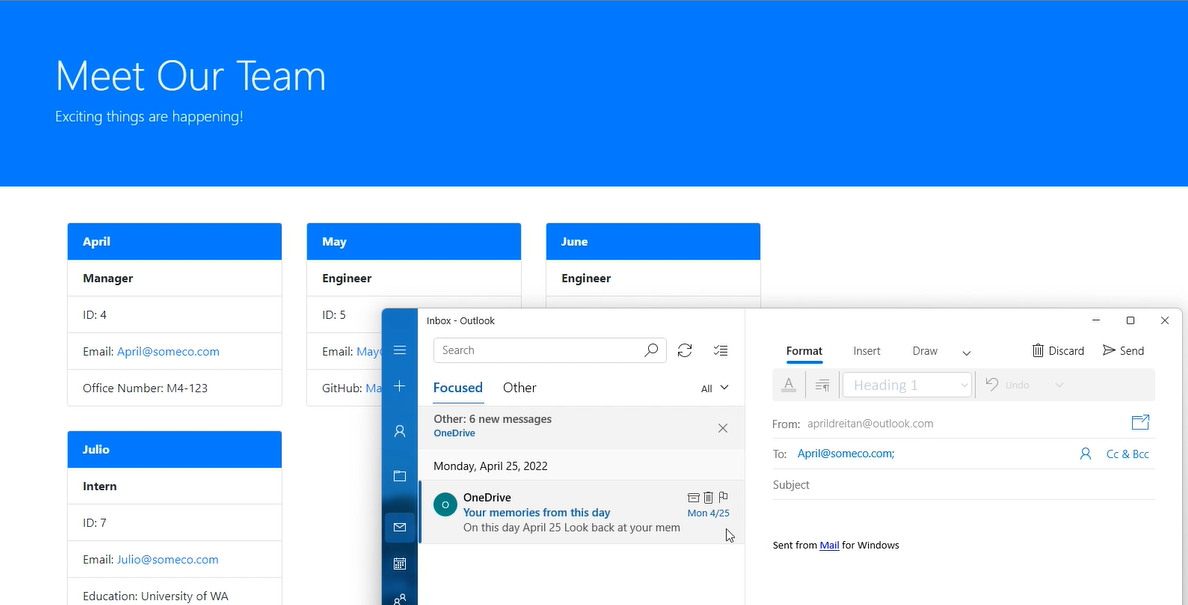 Meet Our Team
Exciting things are happening!
April
Manager
ID: 4
Email: April@someco.com
Office Number: M4-123
May
Engineer
ID: 5
Email:
GitHub:
June
Engineer
Julio
Intern
ID: 7
Email: Julio@someco.com
Education: University of WA
Inbox - Outlook
Search
Focused Other All
Other: 6 new messages
OneDrive
Monday, April 25, 2022
O
OneDrive
Your memories from this day Mon 4/25
On this day April 25 Look back at your mem
Format Insert Draw Discard Send
A Heading 1 Undo
From: aprildreitan@outlook.com
To: April@someco.com; Cc & Bcc
Subject
Sent from Mail for Windows